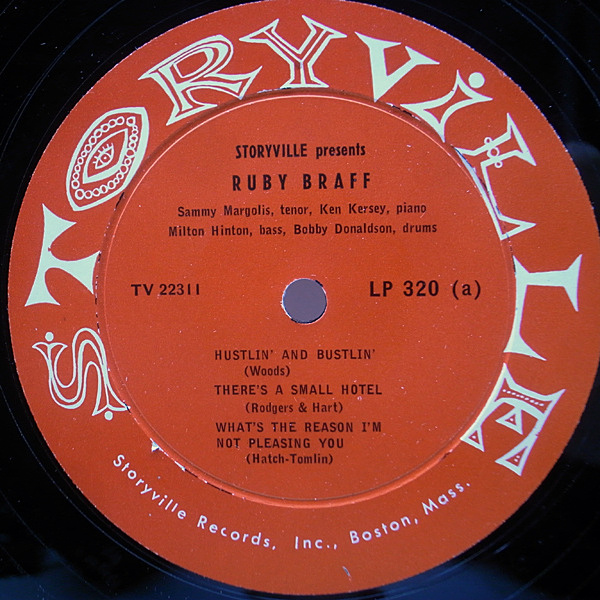 STORYVILLE
STORYVILLE presents
RUBY BRAFF
Sammy Margolis, tenor, Ken Kersey, piano
Milton Hinton, bass, Bobby Donaldson, drums
TV 22311
LP 320 (a)
HUSTLIN' AND BUSTLIN'
(Woods)
THERE'S A SMALL HOTEL
(Rodgers & Hart)
WHAT'S THE REASON I'M
NOT PLEASING YOU
(Hatch-Tomlin)
Storyville Records, Inc., Boston, Mass.